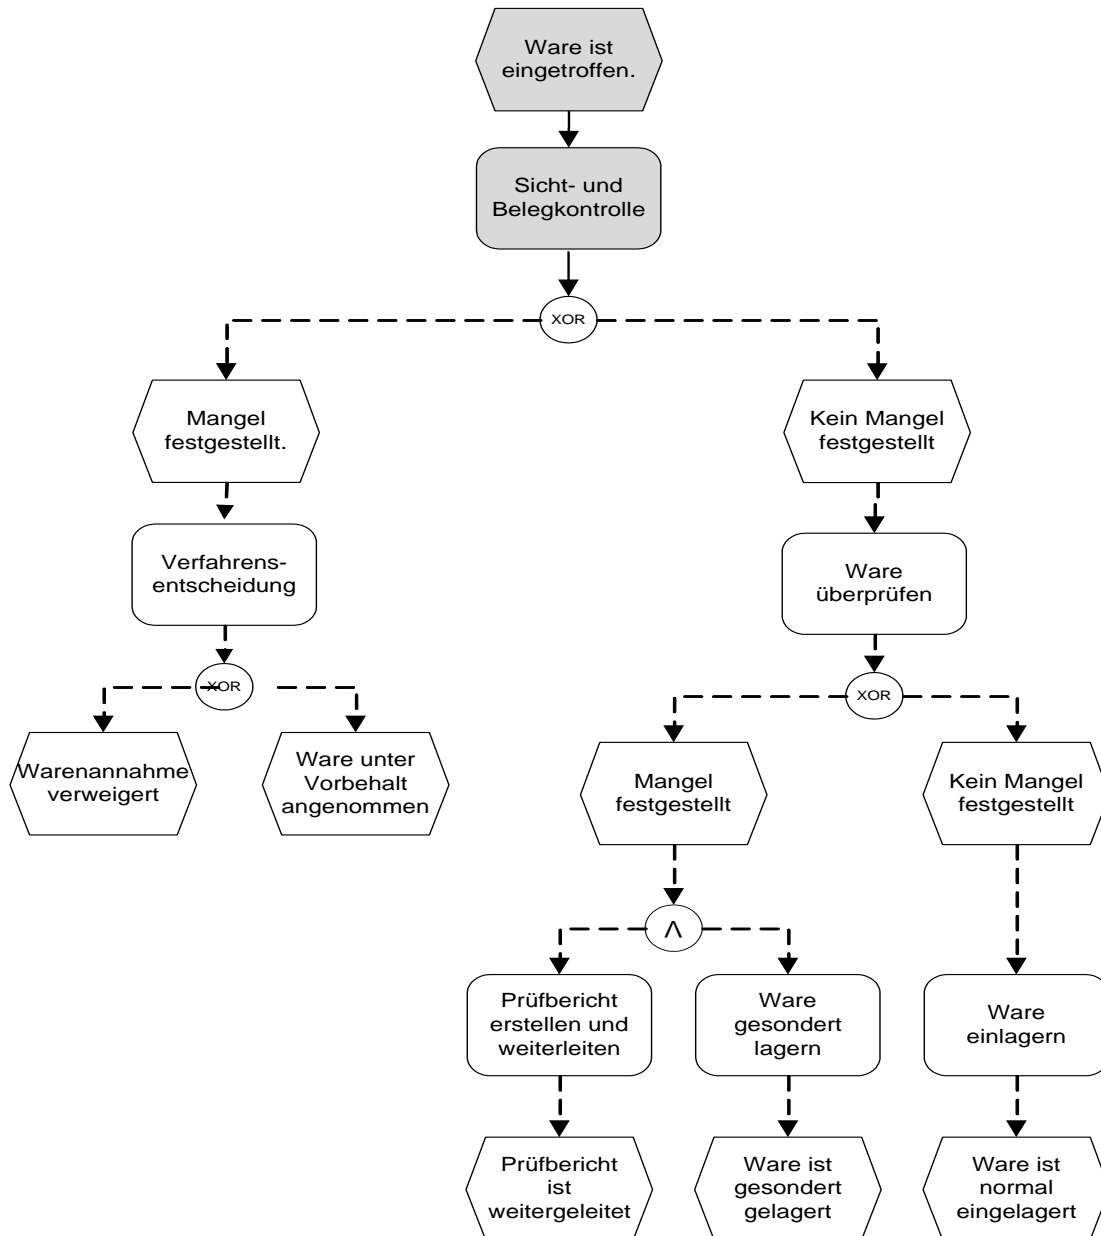 Ware ist
eingetroffen.
Sicht- und
Belegkontrolle
XOR
Mangel
festgestellt.
Kein Mangel
festgestellt
Verfahrens-
entscheidung
Ware
überprüfen
XOR
XOR
Warenannahme
verweigert
Ware unter
Vorbehalt
angenommen
Mangel
festgestellt
Kein Mangel
festgestellt
Λ
Prüfbericht
erstellen und
weiterleiten
Ware
gesondert
lagern
Ware
einlagern
Prüfbericht
ist
weitergeleitet
Ware ist
gesondert
gelagert
Ware ist
normal
eingelagert